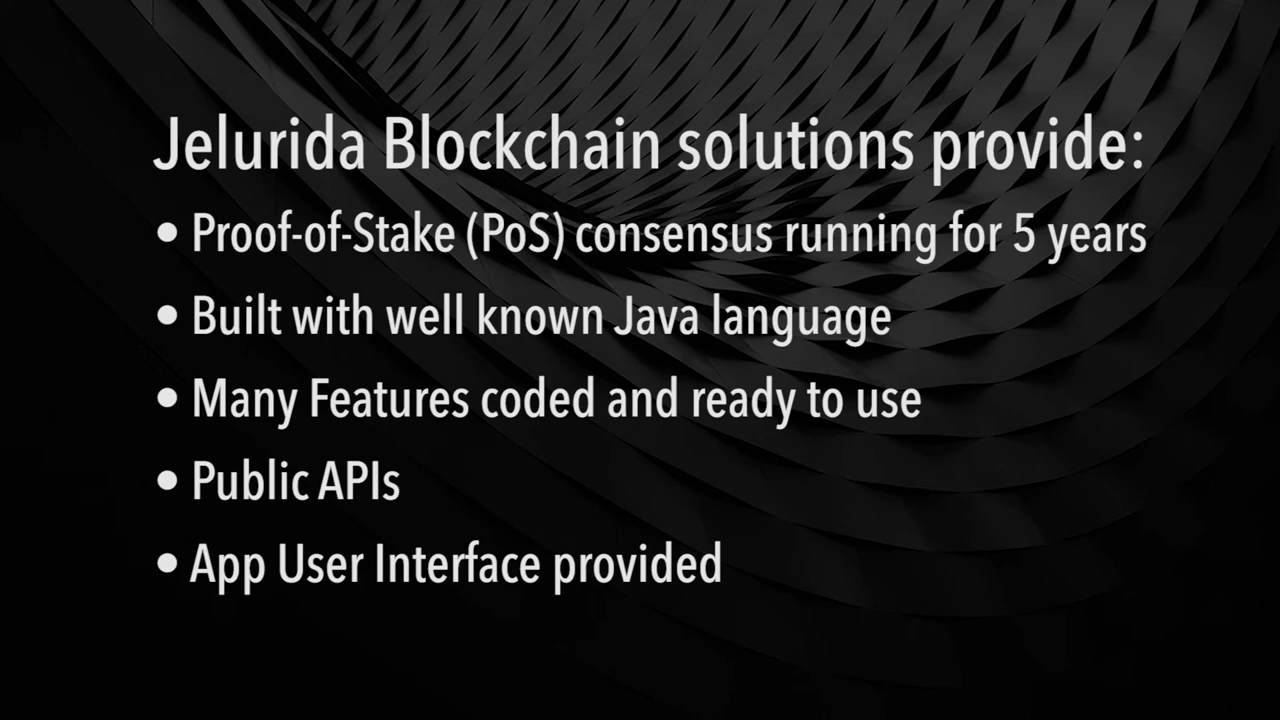 Jelurida Blockchain solutions provide:
• Proof-of-Stake (PoS) consensus running for 5 years
• Built with well known Java language
• Many Features coded and ready to use
• Public APIs
• App User Interface provided